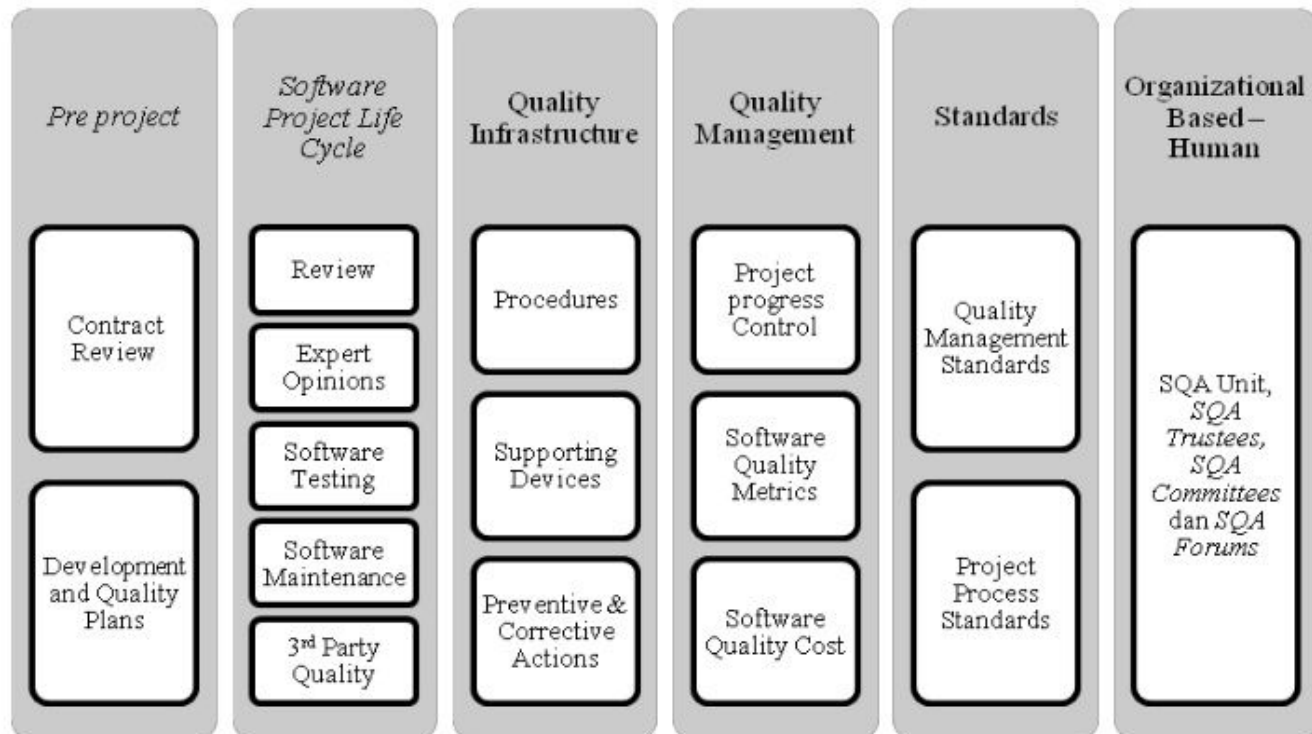 Pre project
Contract
Review
Development
and Quality
Plans
Software
Project Life
Cycle
Review
Expert
Opinions
Software
Testing
Software
Maintenance
3rd Party
Quality
Quality
Infrastructure
Procedures
Supporting
Devices
Preventive &
Corrective
Actions
Quality
Management
Project
progress
Control
Software
Quality
Metrics
Software
Quality Cost
Standards
Quality
Management
Standards
Project
Process
Standards
Organizational
Based –
Human
SQA Unit,
SQA
Trustees,
SQA
Committees
dan SQA
Forums